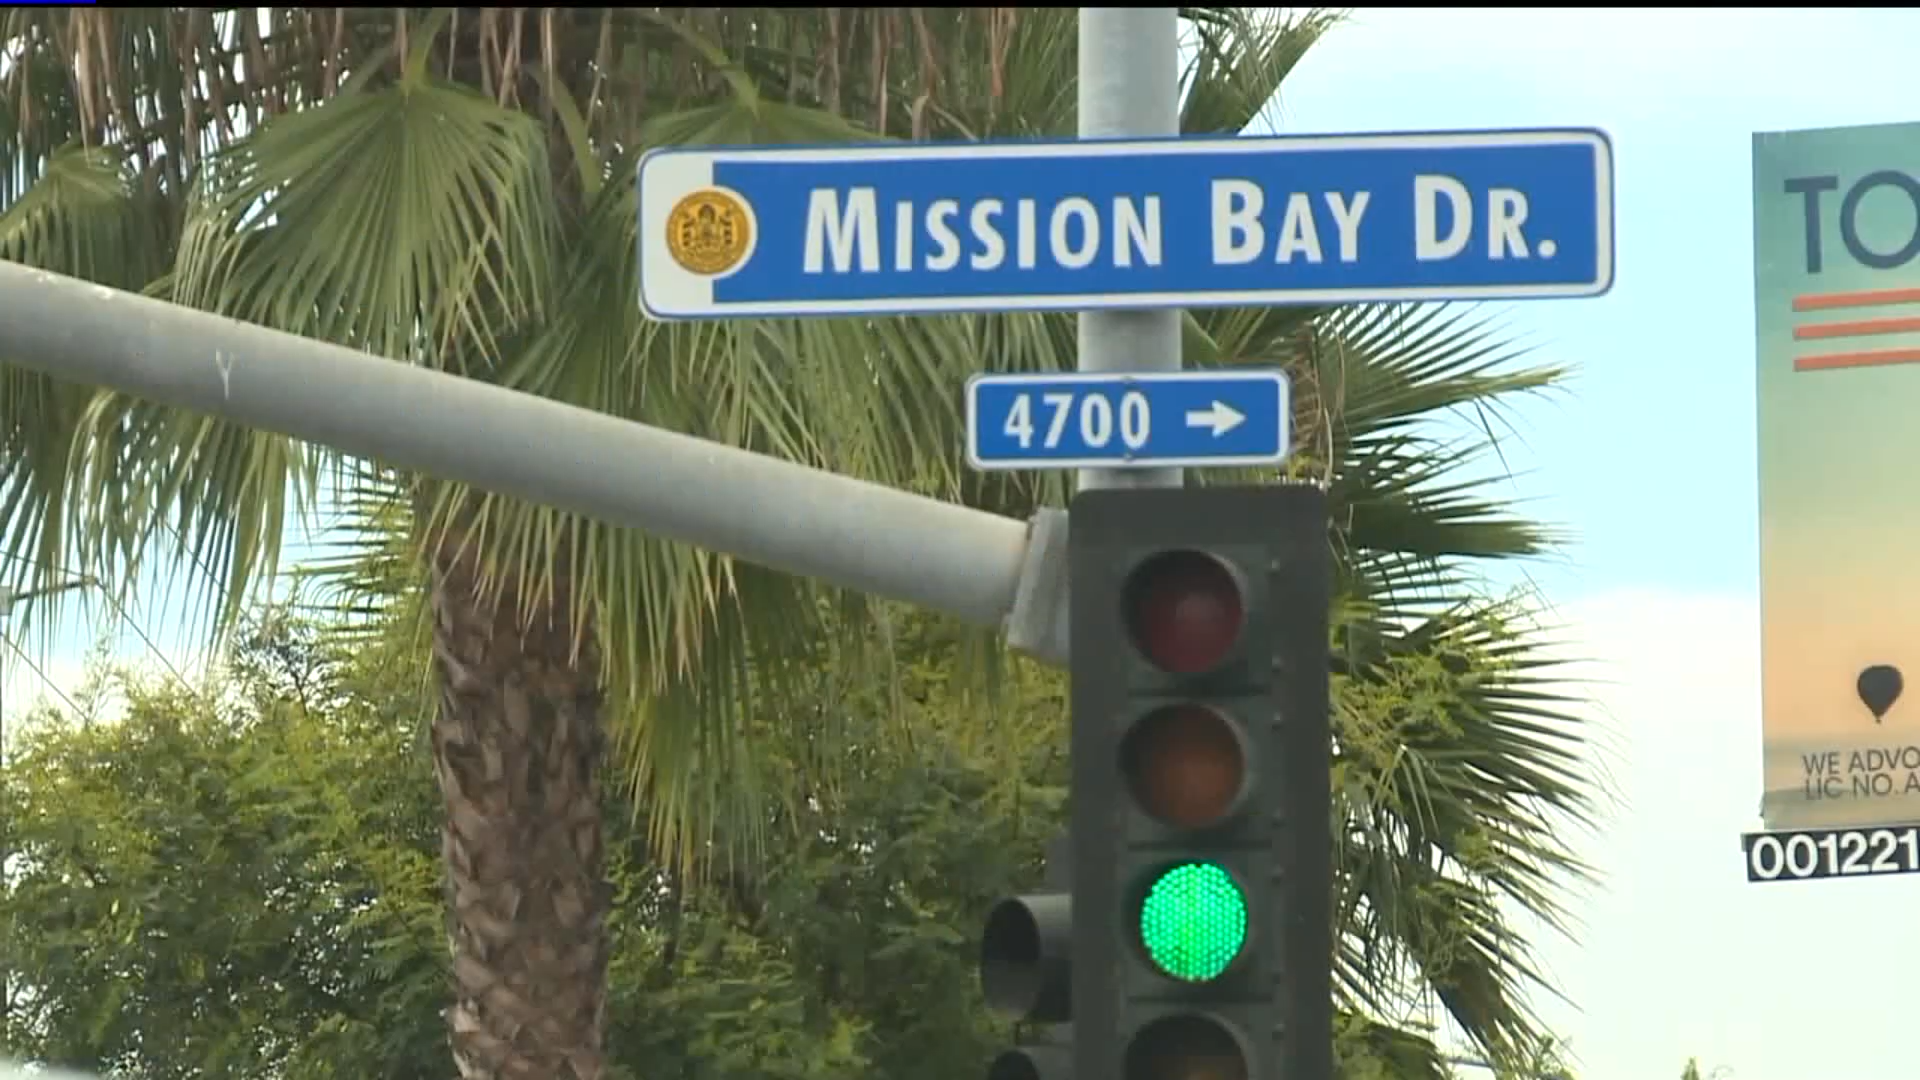 MISSION BAY DR.
4700 →
TO
WE ADVO
LIC NO. A
001221